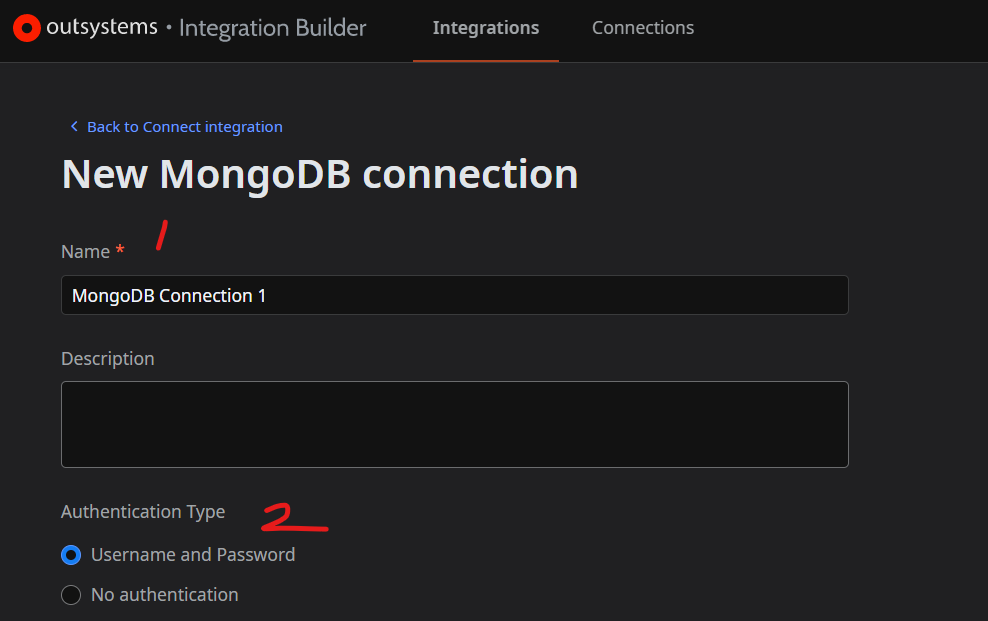 outsystems • Integration Builder Integrations Connections
< Back to Connect integration
New MongoDB connection
1
Name *
MongoDB Connection 1
Description
Authentication Type
2
Username and Password
No authentication